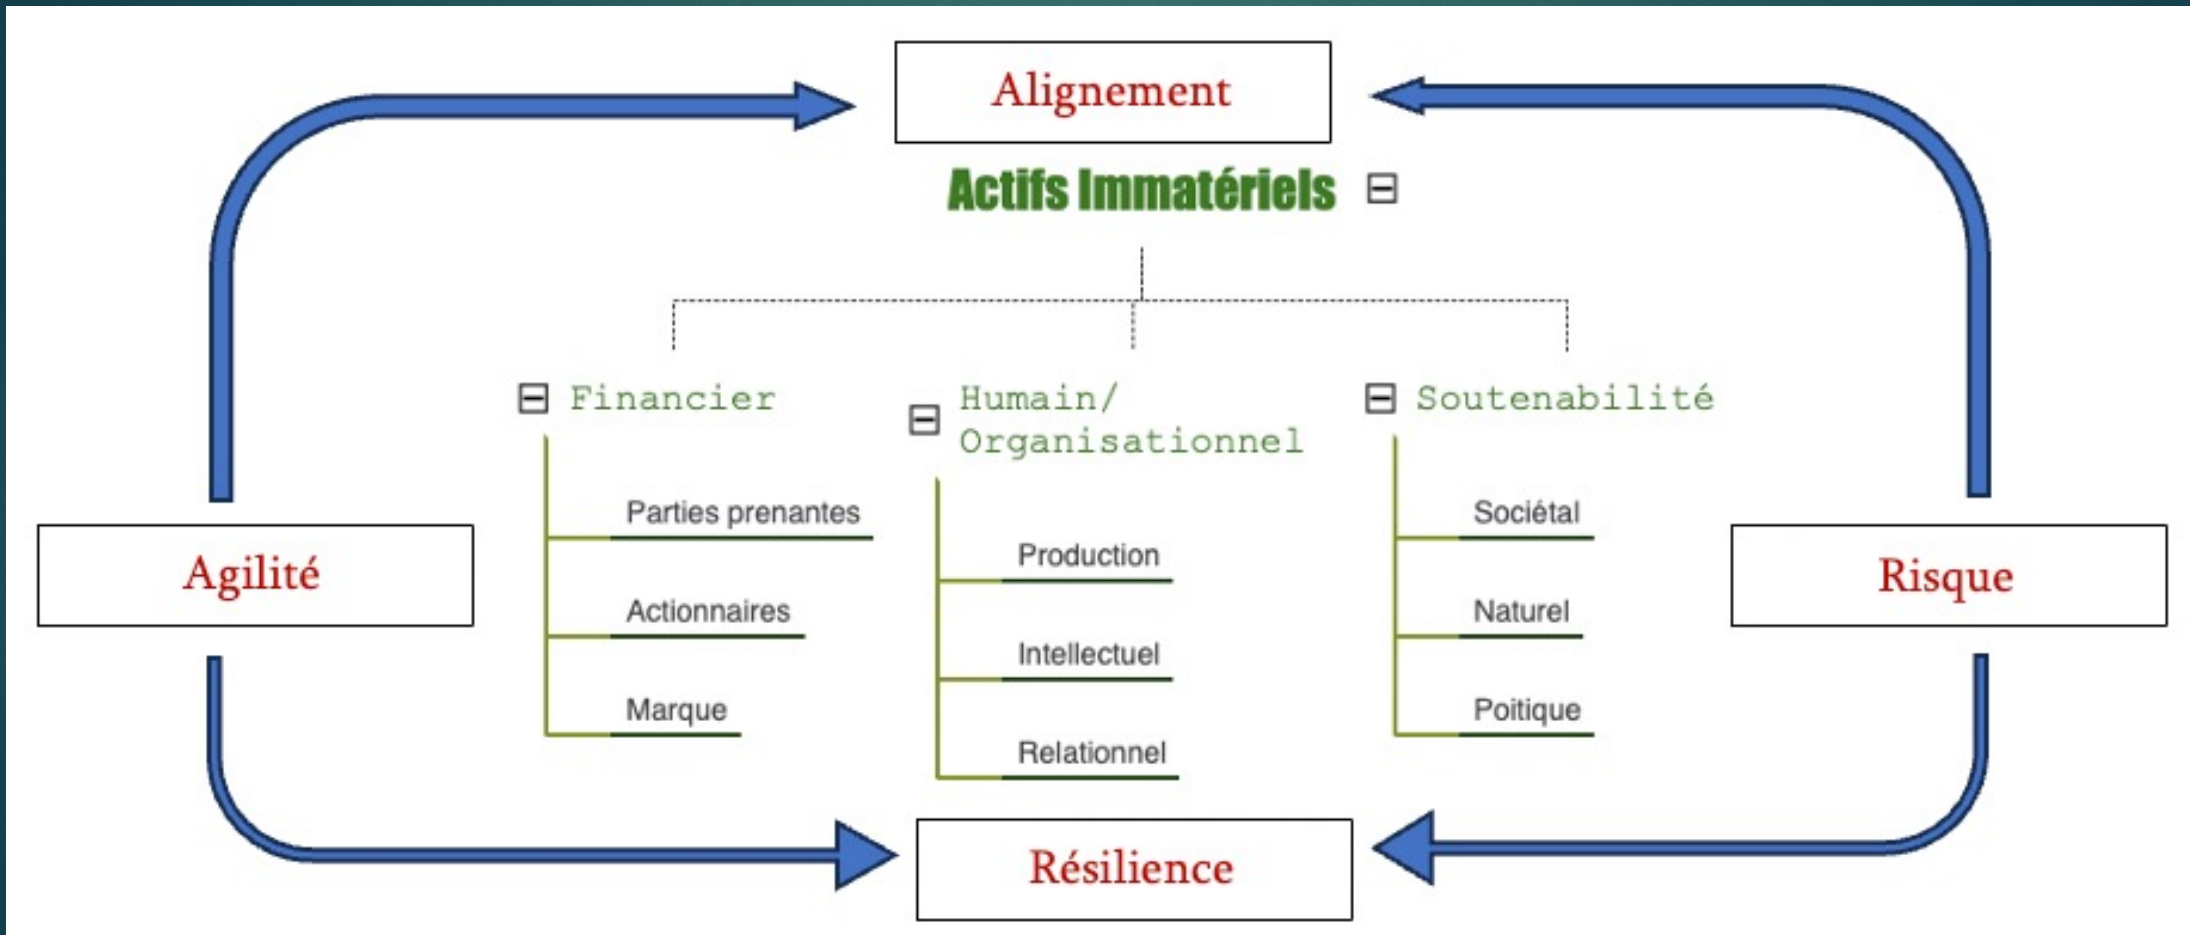 Alignement
Actifs Immatériels
Financier
Parties prenantes
Actionnaires
Marque
Humain/
Organisationnel
Production
Intellectuel
Relationnel
Soutenabilité
Sociétal
Naturel
Poitique
Agilité
Risque
Résilience